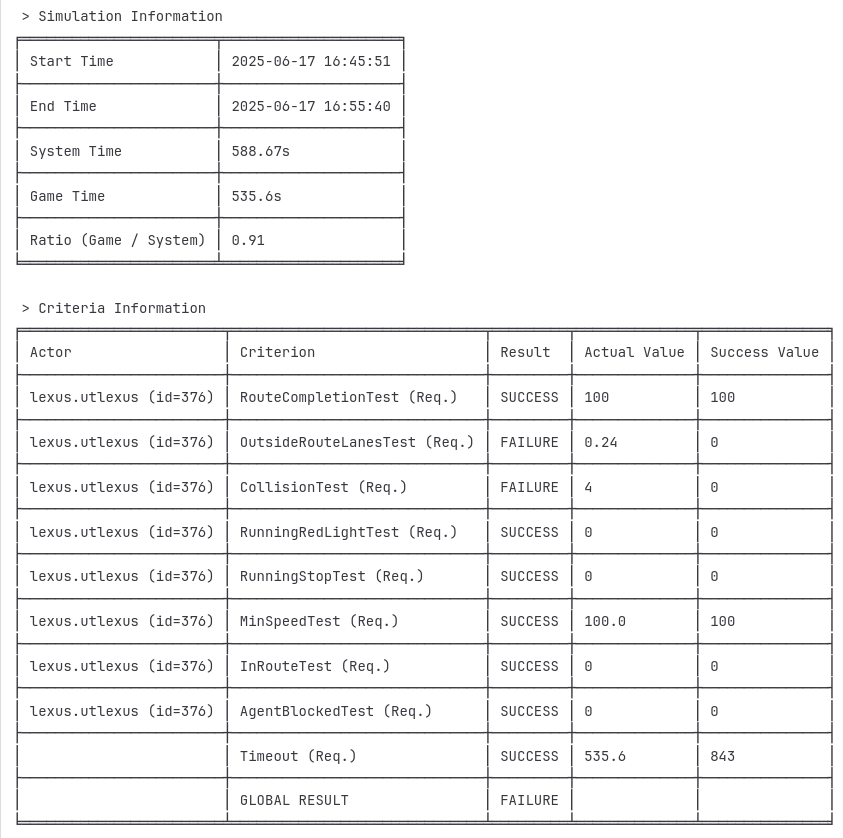 > Simulation Information
Start Time 2025-06-17 16:45:51
End Time 2025-06-17 16:55:40
System Time 588.67s
Game Time 535.6s
Ratio (Game / System) 0.91
> Criteria Information
Actor Criterion Result Actual Value Success Value
lexus.utlexus (id=376) RouteCompletionTest (Req.) SUCCESS 100 100
lexus.utlexus (id=376) OutsideRouteLanesTest (Req.) FAILURE 0.24 0
lexus.utlexus (id=376) CollisionTest (Req.) FAILURE 4 0
lexus.utlexus (id=376) RunningRedLightTest (Req.) SUCCESS 0 0
lexus.utlexus (id=376) RunningStopTest (Req.) SUCCESS 0 0
lexus.utlexus (id=376) MinSpeedTest (Req.) SUCCESS 100.0 100
lexus.utlexus (id=376) InRouteTest (Req.) SUCCESS 0 0
lexus.utlexus (id=376) AgentBlockedTest (Req.) SUCCESS 0 0
Timeout (Req.) SUCCESS 535.6 843
GLOBAL RESULT FAILURE